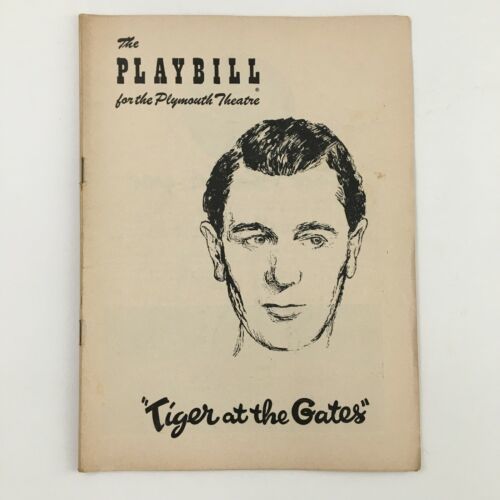 The
PLAYBILL
for the Plymouth Theatre®
"Tiger at the Gates"